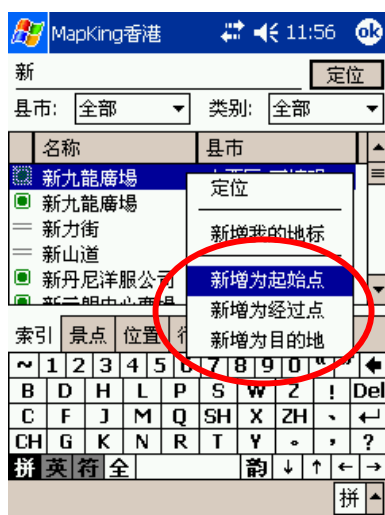 MapKing香港 11:56 ok
新 定位
县市: 全部 类别: 全部
名称 县市
新九龍廣場
新九龍廣場
新力街
新山道
新丹尼洋服公司
定位
新增我的地标
新增为起始点
新增为经过点
新增为目的地
索引 景点 位置
~ 1 2 3 4 5 6 7 8 9 0 “ ” ←
B D H L P S W Z ! Del
C F J M Q SH X ZH 、 ↵
CH G K N R T Y 。 , ?
拼 英 符 全 韵 ↓ ↑ ← →
拼